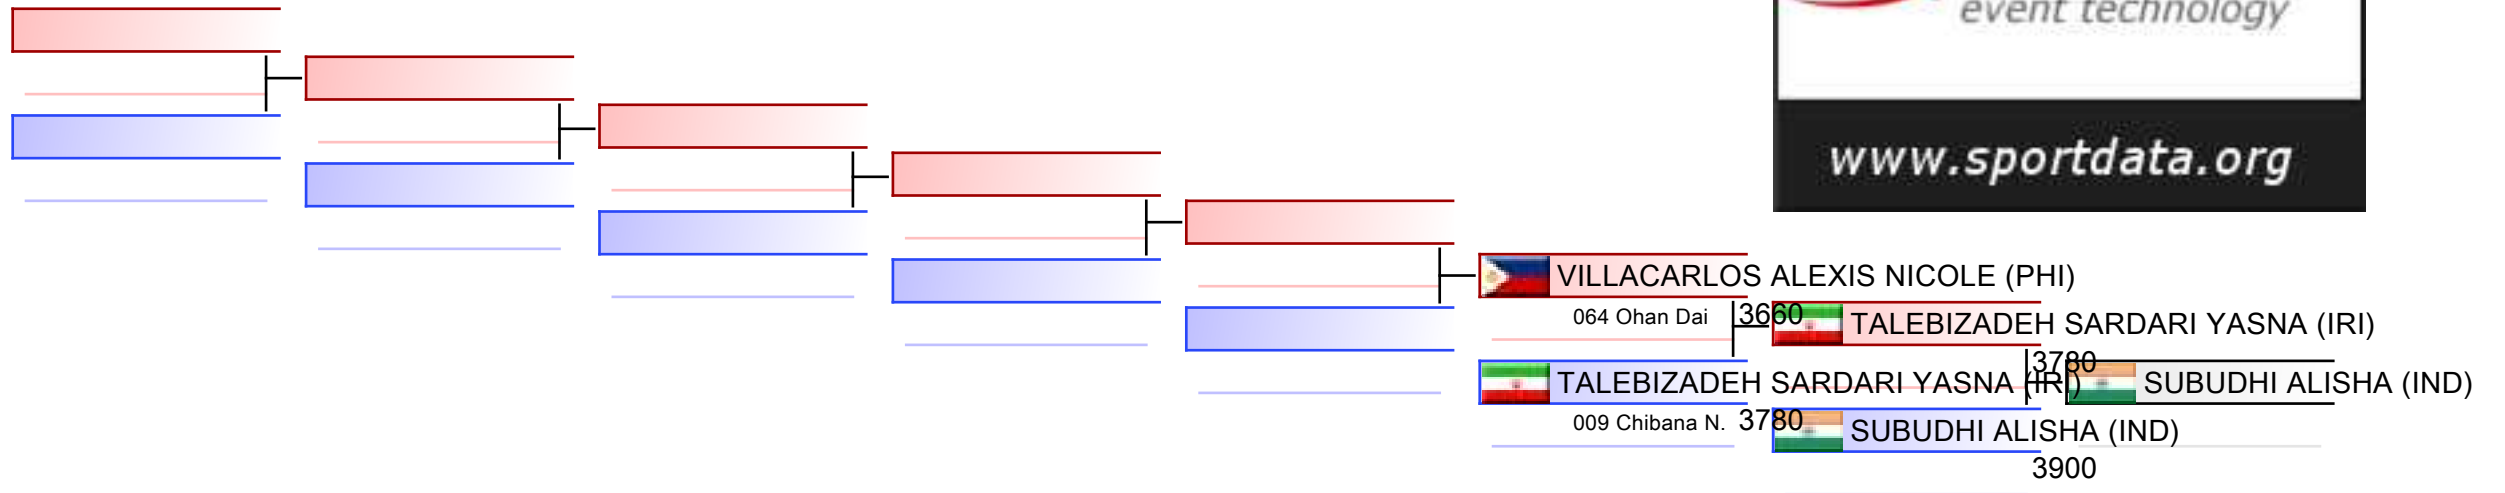 event technology
www.sportdata.org
VILLACARLOS ALEXIS NICOLE (PHI)
064 Ohan Dai 3660
TALEBIZADEH SARDARI YASNA (IRI)
3780
TALEBIZADEH SARDARI YASNA (IRI)
SUBUDHI ALISHA (IND)
009 Chibana N. 3780
SUBUDHI ALISHA (IND)
3900